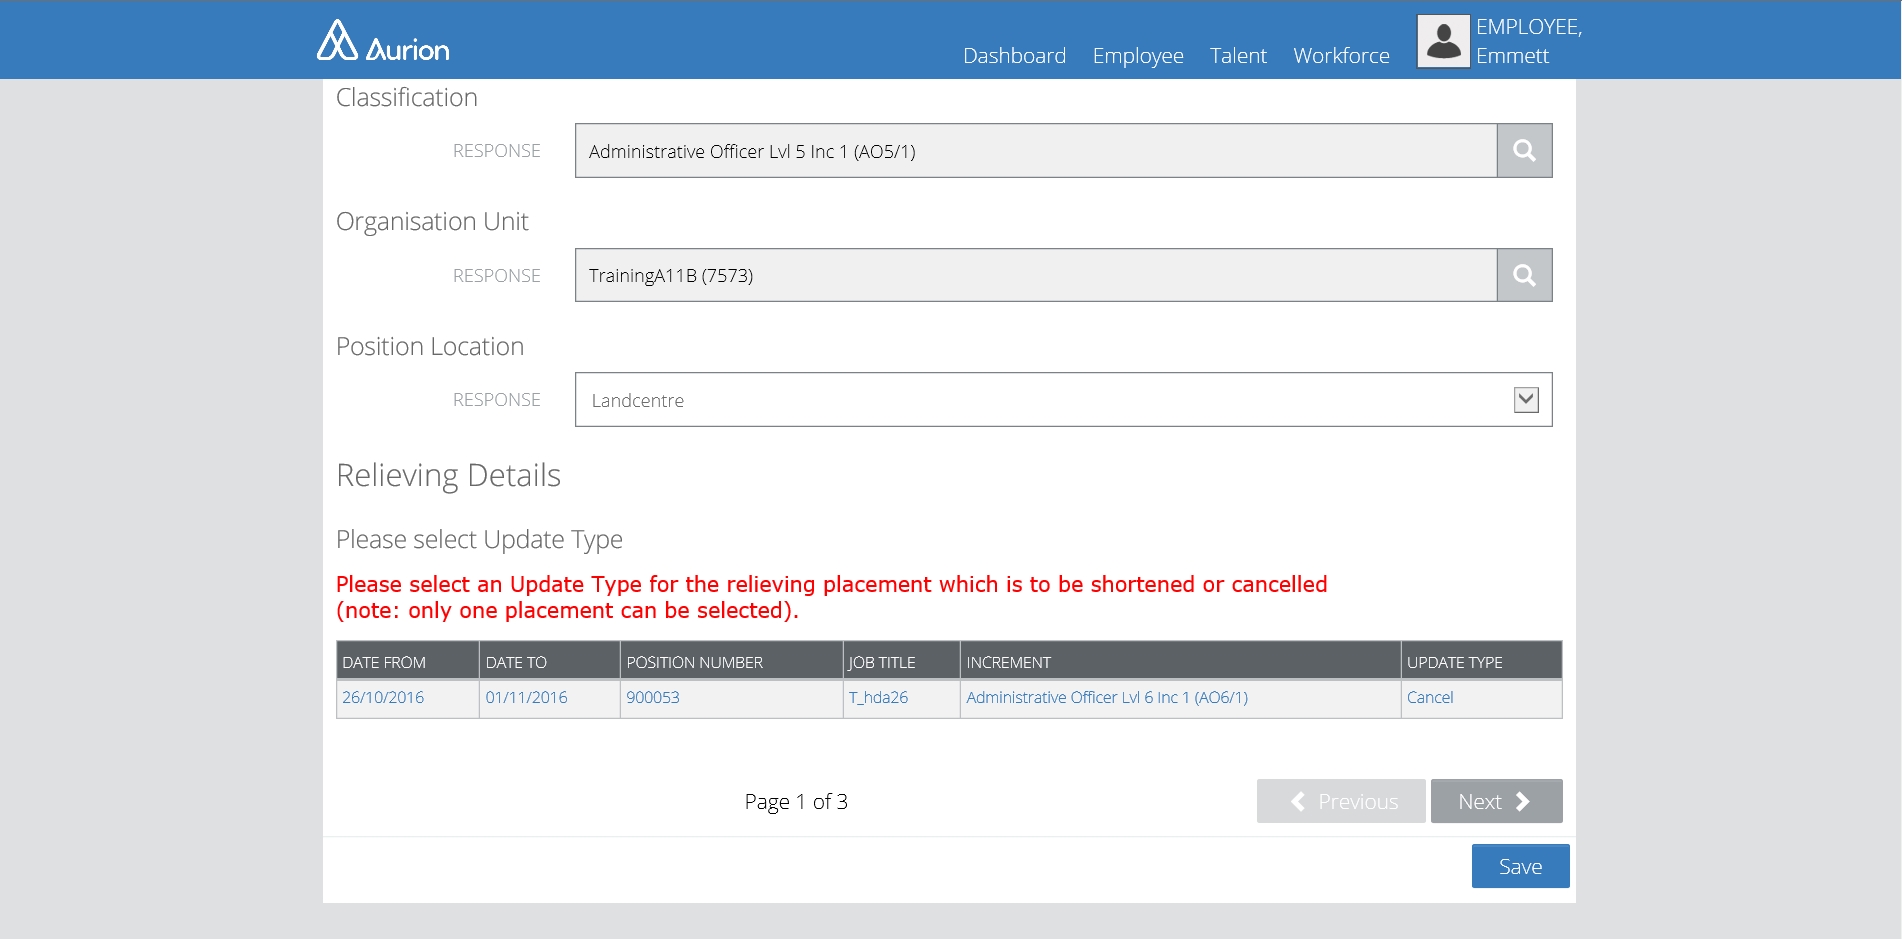 Aurion
Dashboard Employee Talent Workforce
EMPLOYEE,
Emmett
Classification
RESPONSE Administrative Officer Lvl 5 Inc 1 (AO5/1)
Organisation Unit
RESPONSE TrainingA11B (7573)
Position Location
RESPONSE Landcentre
Relieving Details
Please select Update Type
Please select an Update Type for the relieving placement which is to be shortened or cancelled
(note: only one placement can be selected).
DATE FROM DATE TO POSITION NUMBER JOB TITLE INCREMENT UPDATE TYPE
26/10/2016 01/11/2016 900053 T_hda26 Administrative Officer Lvl 6 Inc 1 (AO6/1) Cancel
Page 1 of 3 Previous Next
Save